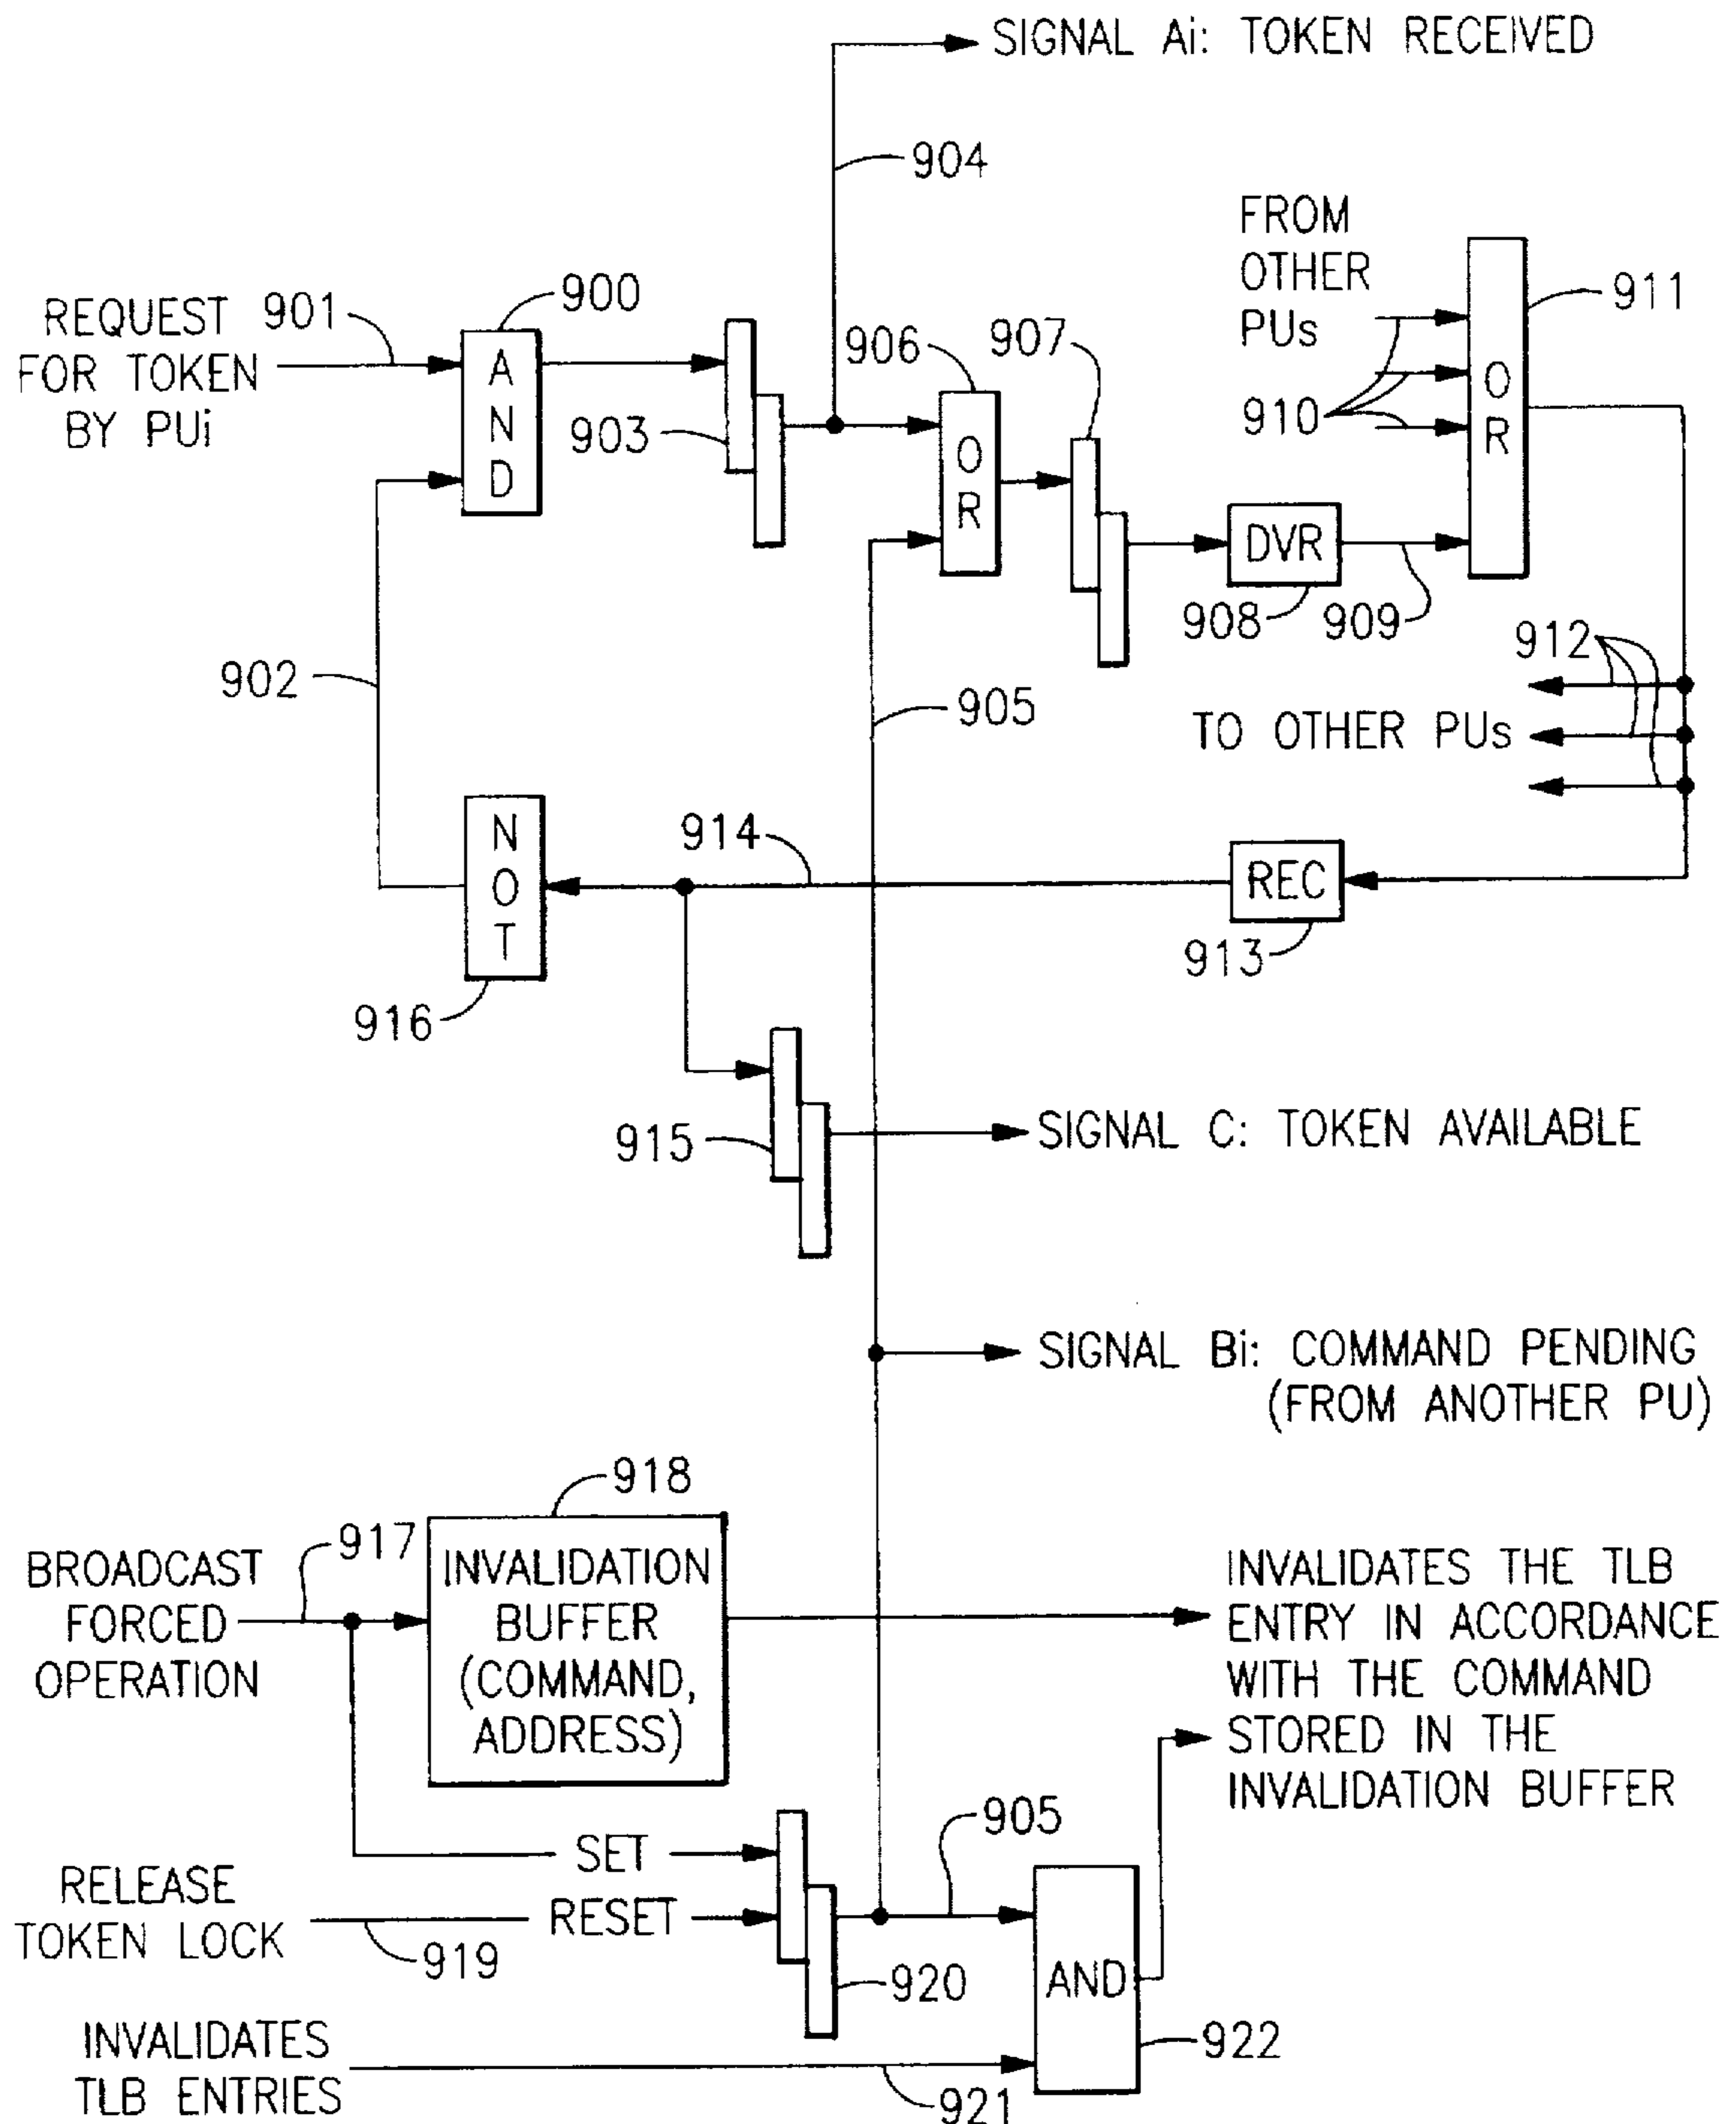 SIGNAL Ai: TOKEN RECEIVED
904
FROM
OTHER
PUs
911
REQUEST
FOR TOKEN
BY PUi
901
900
AND
903
906
OR
907
910
OR
DVR
908
909
902
905
912
TO OTHER PUs
NOT
914
REC
913
916
915
SIGNAL C: TOKEN AVAILABLE
SIGNAL Bi: COMMAND PENDING
(FROM ANOTHER PU)
918
917
BROADCAST
FORCED
OPERATION
INVALIDATION
BUFFER
(COMMAND,
ADDRESS)
INVALIDATES THE TLB
ENTRY IN ACCORDANCE
WITH THE COMMAND
STORED IN THE
INVALIDATION BUFFER
SET
905
RELEASE
TOKEN LOCK
RESET
919
920
AND
922
INVALIDATES
TLB ENTRIES
921